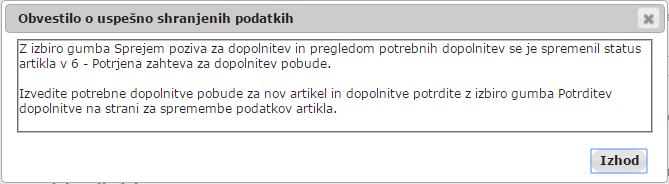 Obvestilo o uspešno shranjenih podatkih
Z izbiro gumba Sprejem poziva za dopolnitev in pregledom potrebnih dopolnitev se je spremenil status
artikla v 6 - Potrjena zahteva za dopolnitev pobude.
Izvedite potrebne dopolnitve pobude za nov artikel in dopolnitve potrdite z izbiro gumba Potrditev
dopolnitve na strani za spremembe podatkov artikla.
Izhod